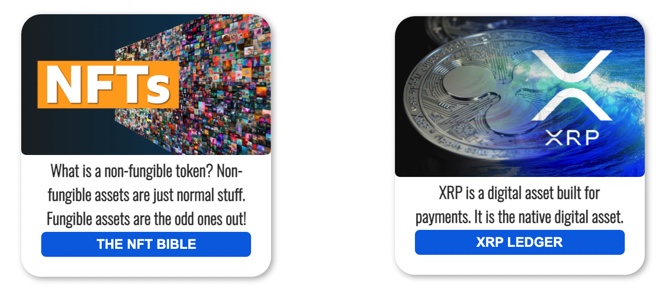 NFTs
What is a non-fungible token? Non-
fungible assets are just normal stuff.
Fungible assets are the odd ones out!
THE NFT BIBLE
XRP
XRP is a digital asset built for
payments. It is the native digital asset.
XRP LEDGER